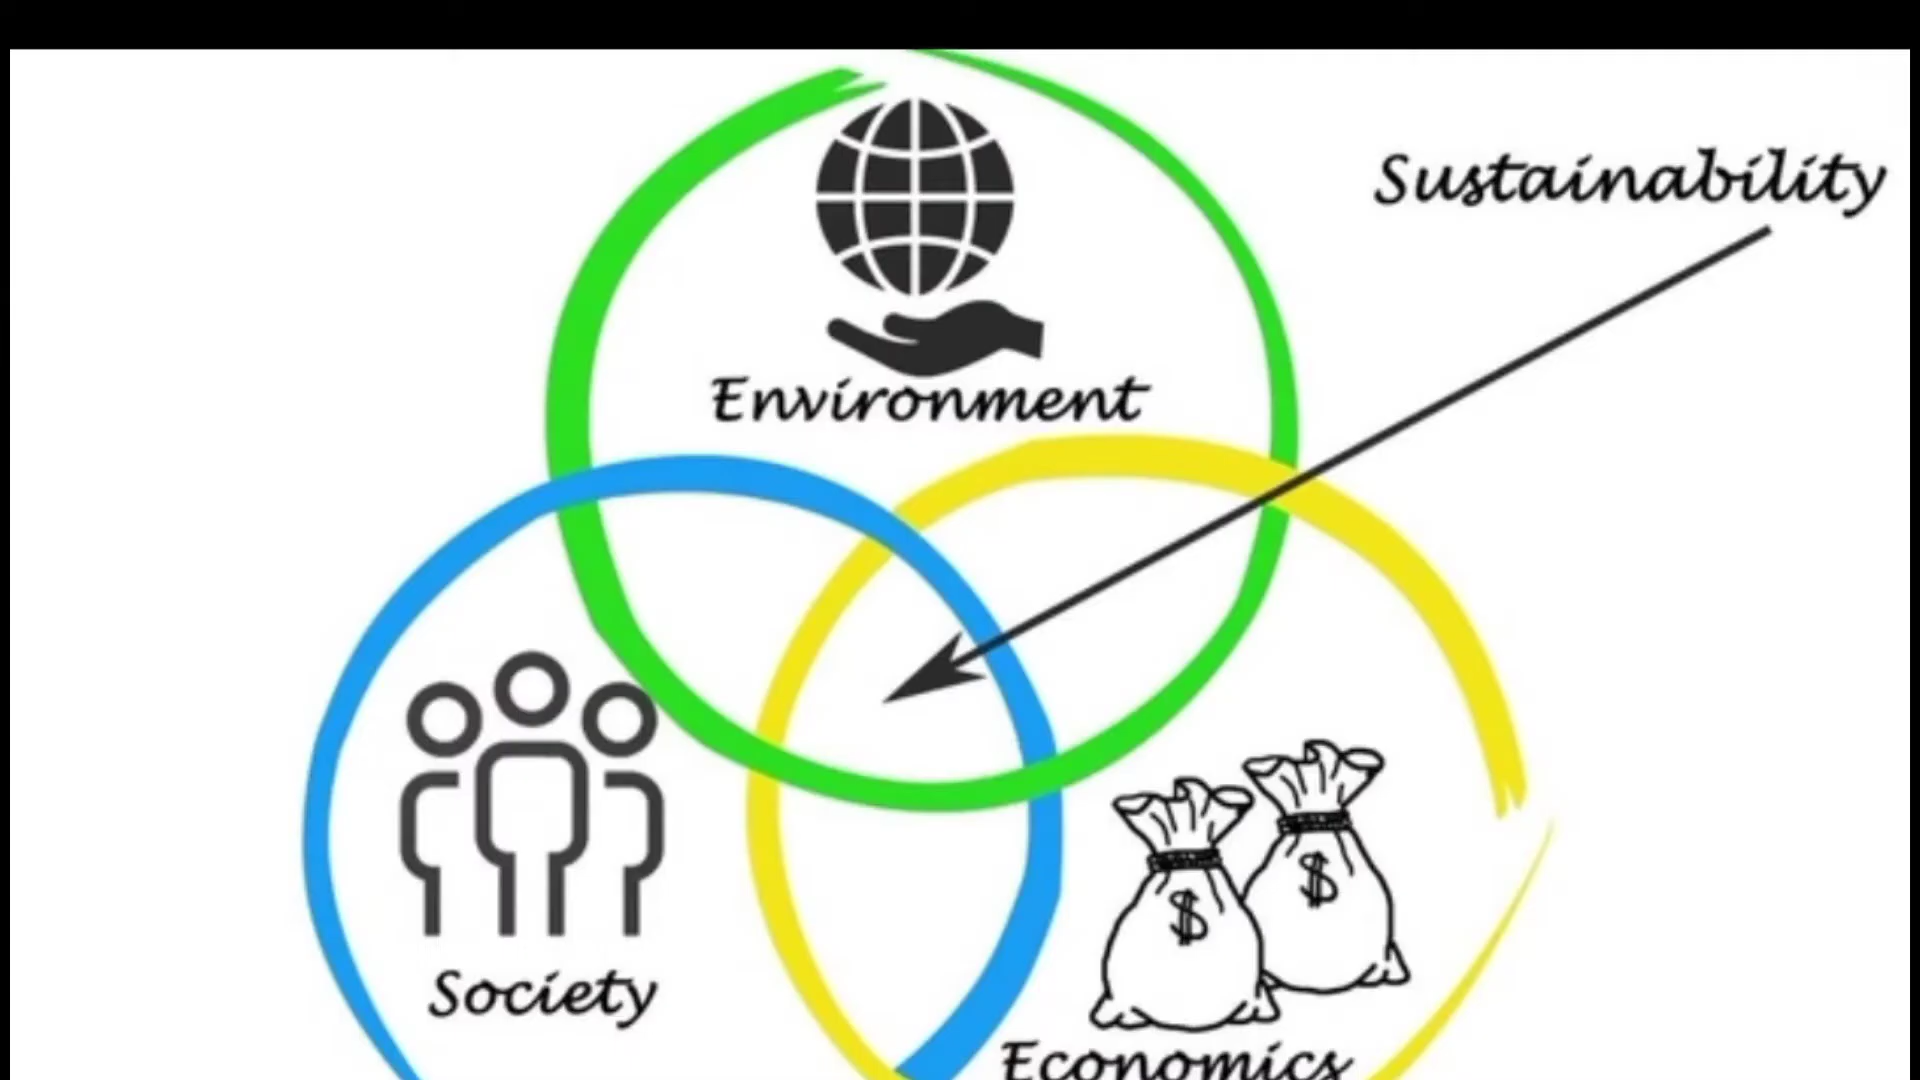 Sustainability
Environment
Society
$
$
Economics